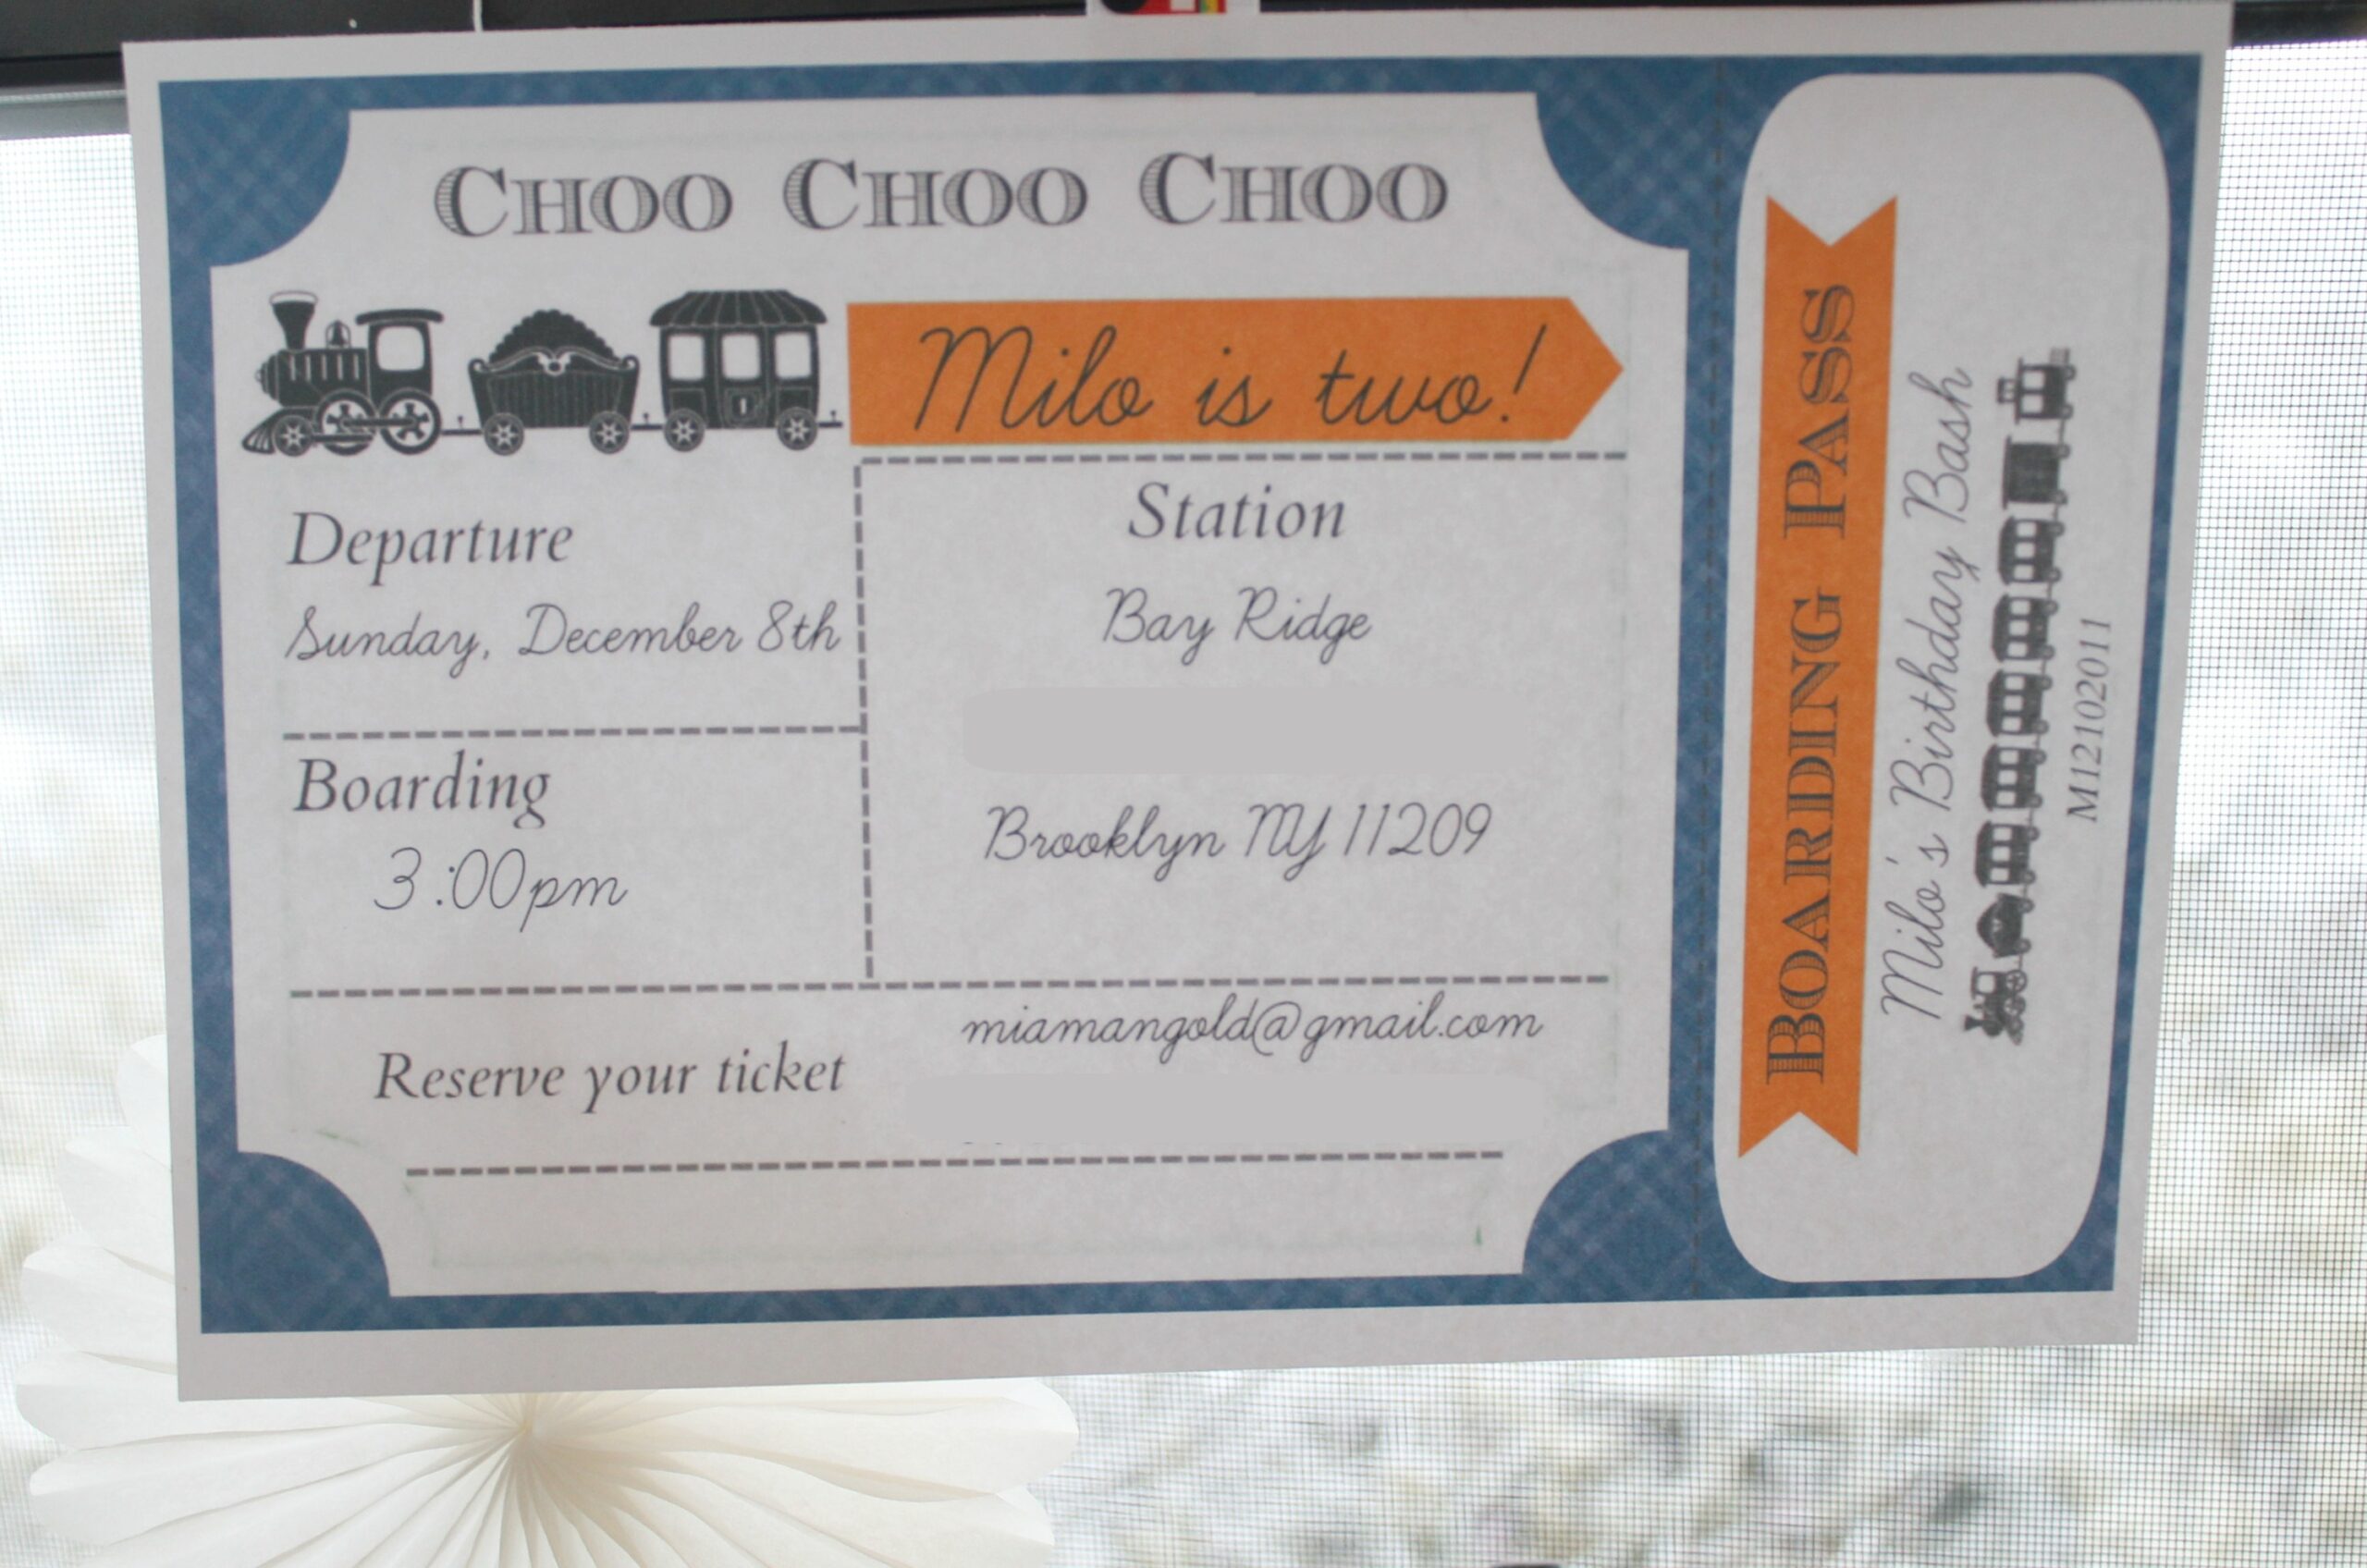 Choo Choo Choo
Milo is two!
Departure
Sunday, December 8th
Boarding
3:00pm
Station
Bay Ridge
Brooklyn NY 11209
Reserve your ticket
miamangold@gmail.com
Boarding Pass
Milo's Birthday Bash
M12102011